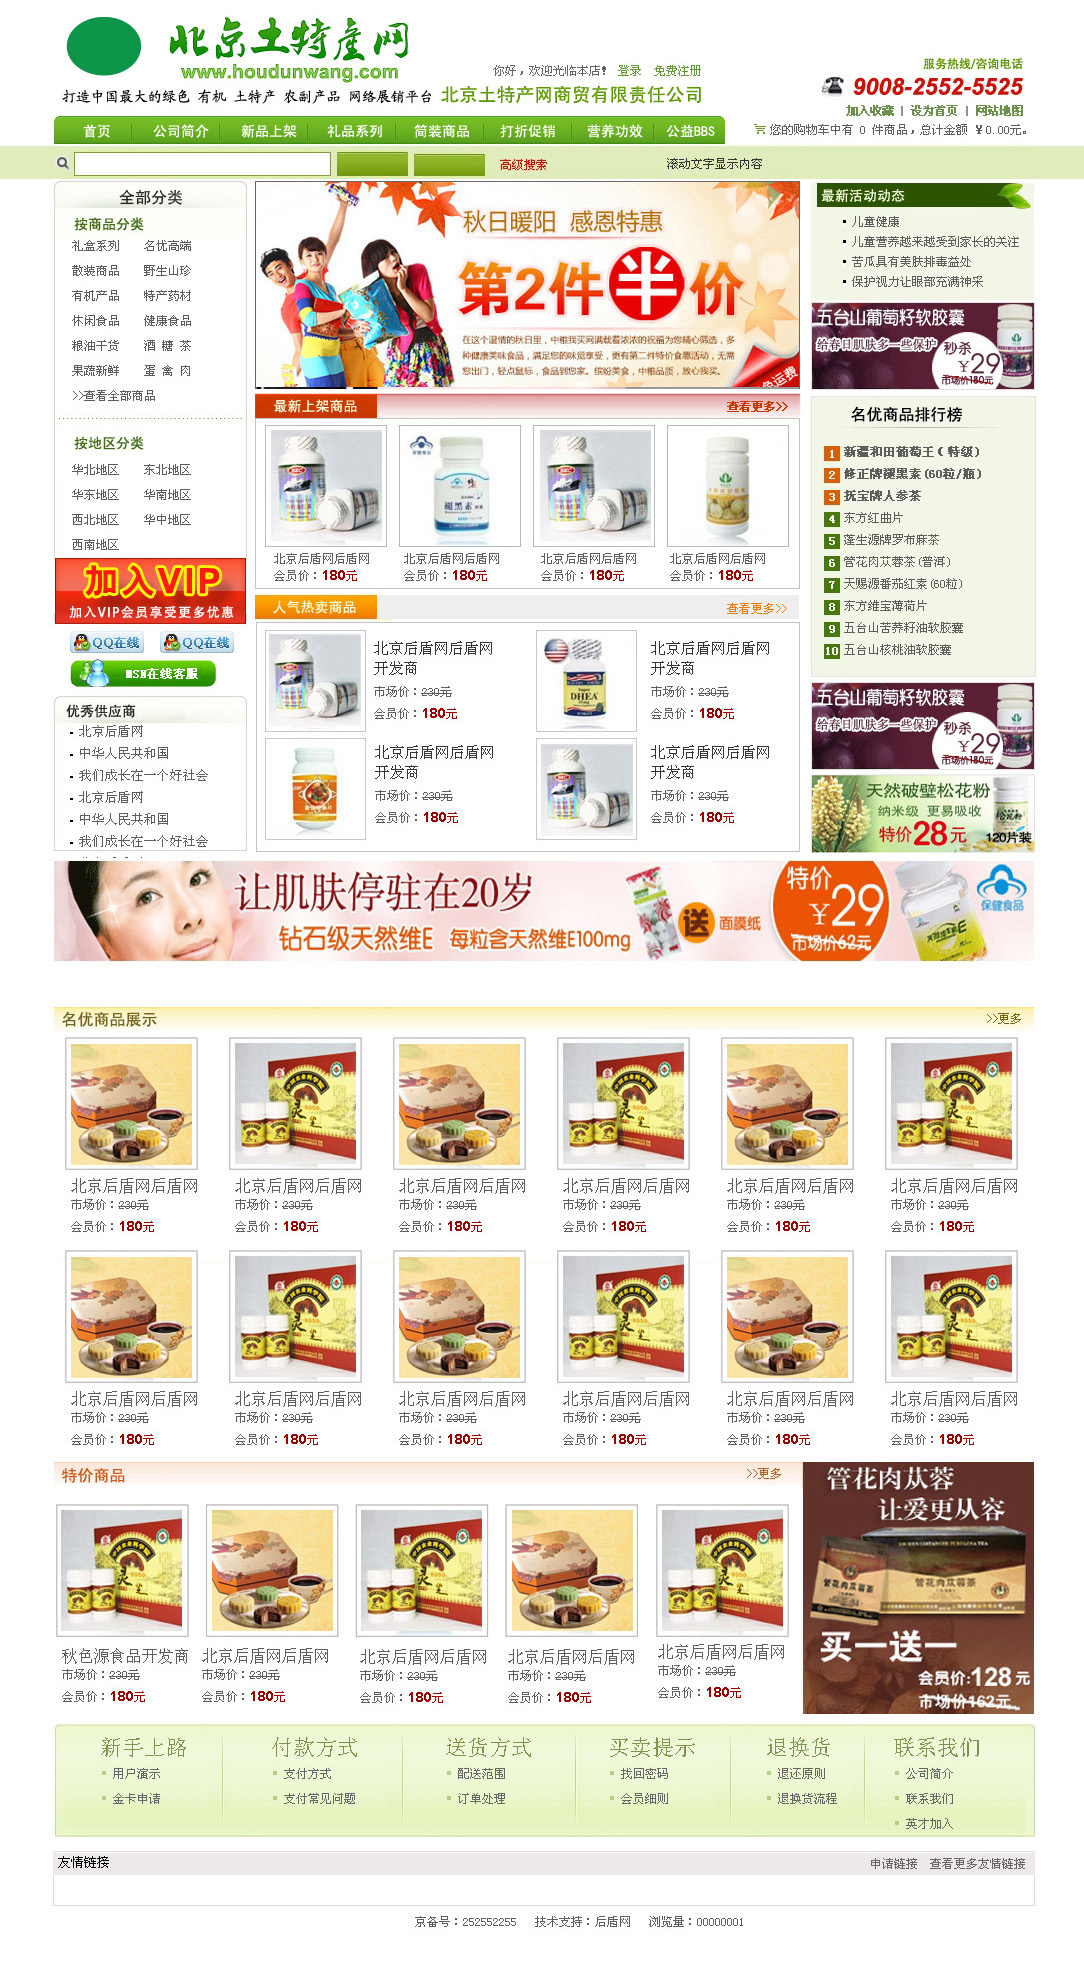 北京土特产网
www.houdunwang.com
打造中国最大的绿色 有机 土特产 农副产品 网络展销平台
你好，欢迎光临本店！ 登录 免费注册
北京土特产网商贸有限责任公司
服务热线/咨询电话
9008-2552-5525
加入收藏 | 设为首页 | 网站地图
首页 公司简介 新品上架 礼品系列 简装商品 打折促销 营养功效 公益BBS
您的购物车中有 0 件商品，总计金额 ￥0.00元。
高级搜索
滚动文字显示内容
全部分类
按商品分类
礼盒系列 名优高端
散装商品 野生山珍
有机产品 特产药材
休闲食品 健康食品
粮油干货 酒 糖 茶
果蔬新鲜 蛋 禽 肉
>>查看全部商品
按地区分类
华北地区 东北地区
华东地区 华南地区
西北地区 华中地区
西南地区
加入VIP
加入VIP会员享受更多优惠
QQ在线 QQ在线
MSN在线客服
优秀供应商
北京后盾网
中华人民共和国
我们成长在一个好社会
北京后盾网
中华人民共和国
我们成长在一个好社会
秋日暖阳 感恩特惠
第2件半价
在这个温情的秋日里，中粮我买网满载着浓浓的祝福为您精心筛选，多
种健康美味食品，满足您的味觉享受，更有第二件特价食惠活动，无需
您出门，轻点鼠标，食品到您家。缤纷美食，中粮品质，放心我买。
免运费
最新上架商品 查看更多>>
褪黑素
北京后盾网后盾网 北京后盾网后盾网 北京后盾网后盾网 北京后盾网后盾网
会员价：180元 会员价：180元 会员价：180元 会员价：180元
人气热卖商品 查看更多>>
北京后盾网后盾网
开发商
市场价：230元
会员价：180元
Super
DHEA
北京后盾网后盾网
开发商
市场价：230元
会员价：180元
北京后盾网后盾网
开发商
市场价：230元
会员价：180元
北京后盾网后盾网
开发商
市场价：230元
会员价：180元
最新活动动态
儿童健康
儿童营养越来越受到家长的关注
苦瓜具有美肤排毒益处
保护视力让眼部充满神采
五台山葡萄籽软胶囊
给春日肌肤多一些保护
秒杀
￥29
市场价180元
名优商品排行榜
1 新疆和田葡萄王（特级）
2 修正牌褪黑素(60粒/瓶)
3 抚宝牌人参茶
4 东方红曲片
5 蓬生源牌罗布麻茶
6 管花肉苁蓉茶(普洱)
7 天赐源番茄红素(60粒)
8 东方维宝薄荷片
9 五台山苦荞籽油软胶囊
10 五台山核桃油软胶囊
五台山葡萄籽软胶囊
给春日肌肤多一些保护
秒杀
￥29
市场价180元
天然破壁松花粉
纳米级 更易吸收
特价28元
120片装
让肌肤停驻在20岁
钻石级天然维E 每粒含天然维E100mg
送 面膜纸
特价
￥29
市场价62元
保健食品
名优商品展示 >>更多
北京后盾网后盾网 北京后盾网后盾网 北京后盾网后盾网 北京后盾网后盾网 北京后盾网后盾网 北京后盾网后盾网
市场价：230元 市场价：230元 市场价：230元 市场价：230元 市场价：230元 市场价：230元
会员价：180元 会员价：180元 会员价：180元 会员价：180元 会员价：180元 会员价：180元
北京后盾网后盾网 北京后盾网后盾网 北京后盾网后盾网 北京后盾网后盾网 北京后盾网后盾网 北京后盾网后盾网
市场价：230元 市场价：230元 市场价：230元 市场价：230元 市场价：230元 市场价：230元
会员价：180元 会员价：180元 会员价：180元 会员价：180元 会员价：180元 会员价：180元
特价商品 >>更多
秋色源食品开发商 北京后盾网后盾网 北京后盾网后盾网 北京后盾网后盾网 北京后盾网后盾网
市场价：230元 市场价：230元 市场价：230元 市场价：230元 市场价：230元
会员价：180元 会员价：180元 会员价：180元 会员价：180元 会员价：180元
管花肉苁蓉
让爱更从容
管花肉苁蓉茶
管花肉苁蓉茶
买一送一
会员价:128元
市场价162元
新手上路 付款方式 送货方式 买卖提示 退换货 联系我们
用户演示 支付方式 配送范围 找回密码 退还原则 公司简介
金卡申请 支付常见问题 订单处理 会员细则 退换货流程 联系我们
英才加入
友情链接 申请链接 查看更多友情链接
京备号：252552255 技术支持：后盾网 浏览量：00000001